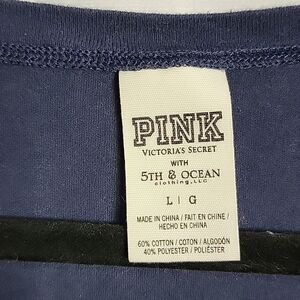 PINK
VICTORIA'S SECRET
WITH
5TH & OCEAN
clothing, LLC
L | G
MADE IN CHINA / FAIT EN CHINE /
HECHO EN CHINA
60% COTTON / COTON / ALGODÓN
40% POLYESTER / POLIÉSTER